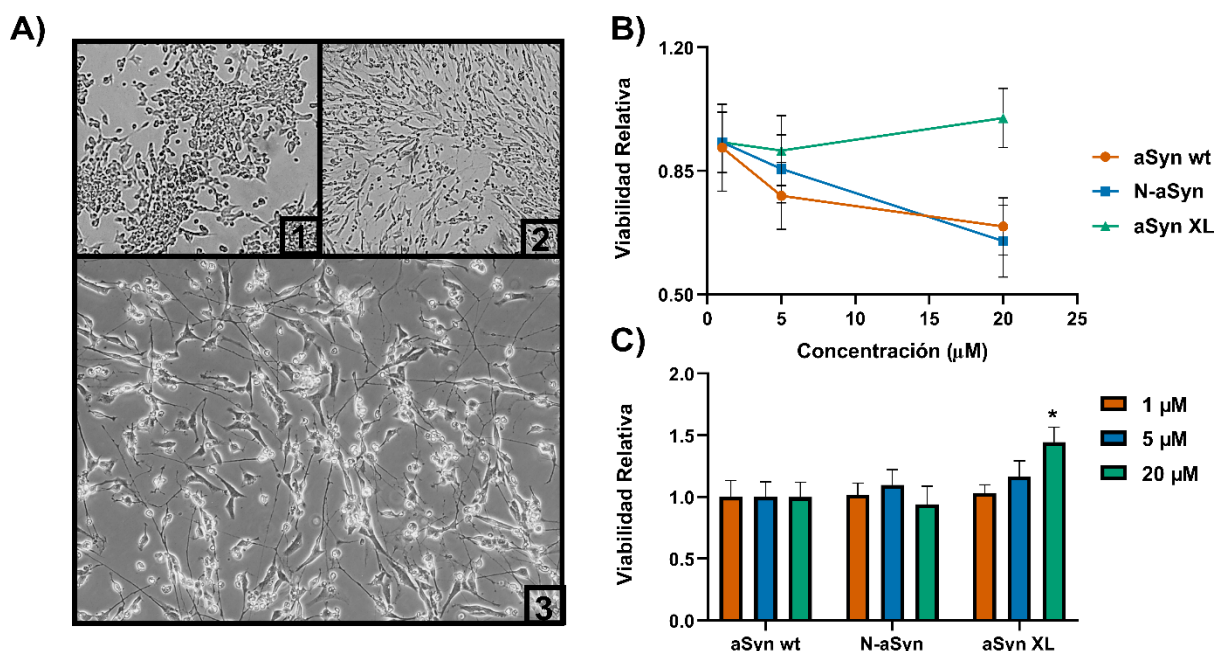 A)
1
2
3
B)
Viabilidad Relativa
1.20
0.85
0.50
0
5
10
15
20
25
Concentración (μM)
aSyn wt
N-aSyn
aSyn XL
C)
Viabilidad Relativa
2.0
1.5
1.0
0.5
0.0
*
aSyn wt
N-aSyn
aSyn XL
1 μM
5 μM
20 μM